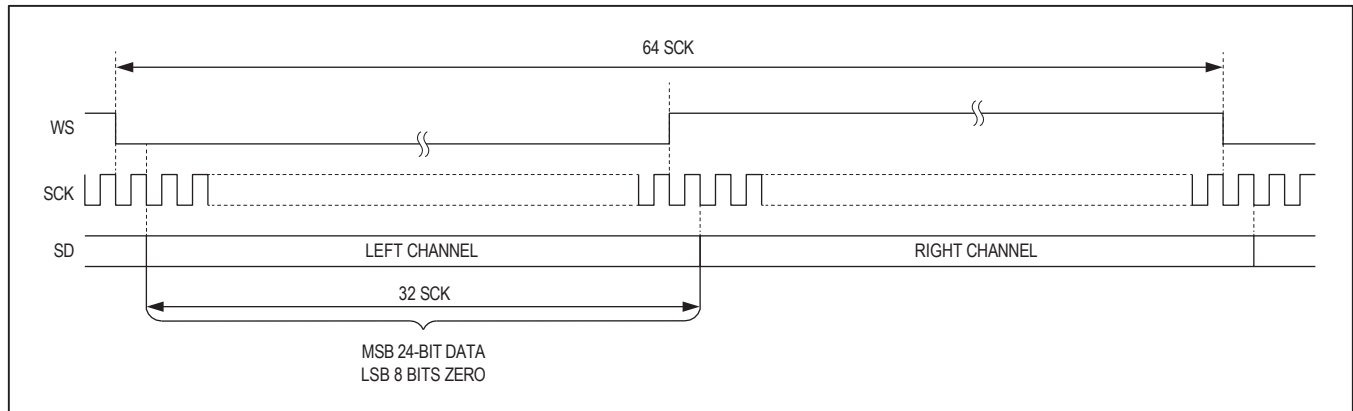 64 SCK
WS
SCK
SD
LEFT CHANNEL
RIGHT CHANNEL
32 SCK
MSB 24-BIT DATA
LSB 8 BITS ZERO